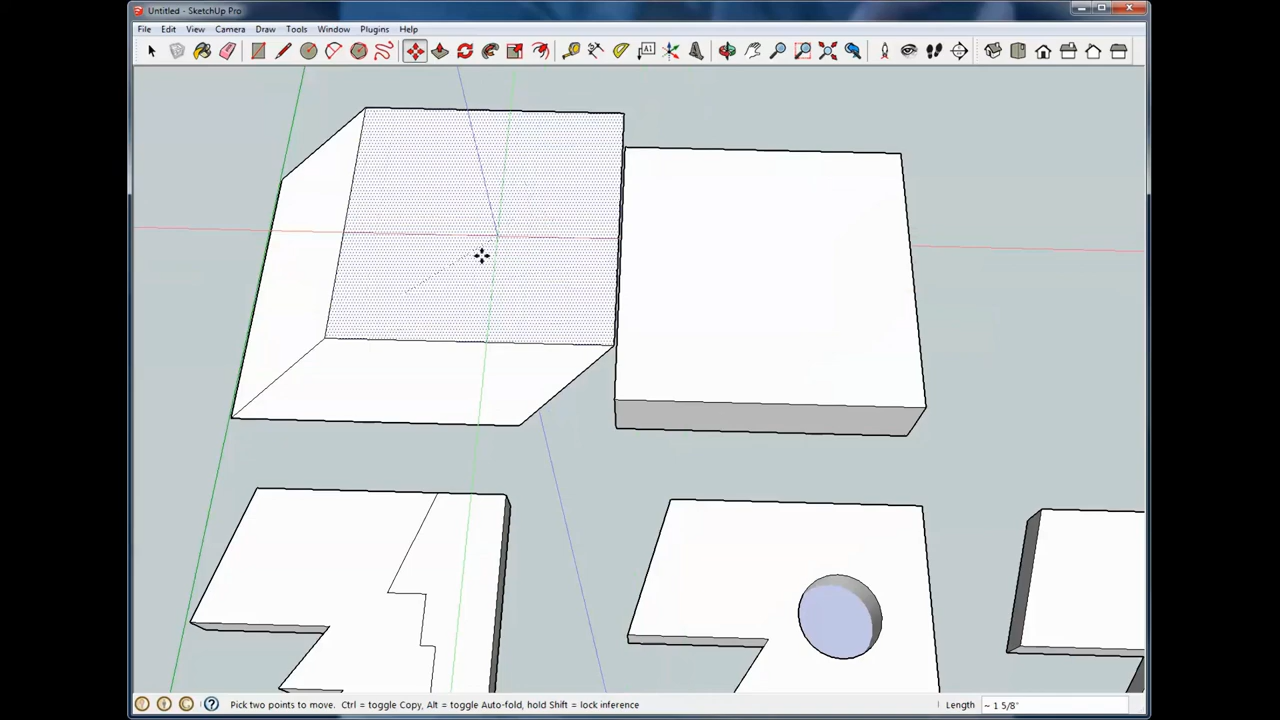 Untitled - SketchUp Pro
File Edit View Camera Draw Tools Window Plugins Help
A1
Pick two points to move. Ctrl = toggle Copy, Alt = toggle Auto-fold, hold Shift = lock inference Length ~ 1 5/8"